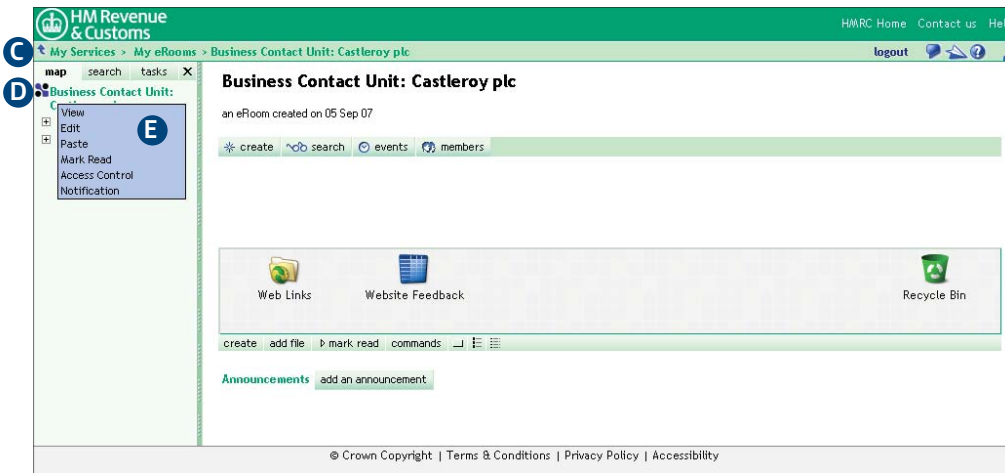 HM Revenue
& Customs
HMRC Home Contact us Hel
C
My Services > My eRooms > Business Contact Unit: Castleroy plc
logout
map search tasks X
D
Business Contact Unit:
View
Edit
Paste
Mark Read
Access Control
Notification
E
Business Contact Unit: Castleroy plc
an eRoom created on 05 Sep 07
create search events members
Web Links Website Feedback Recycle Bin
create add file mark read commands
Announcements add an announcement
© Crown Copyright | Terms & Conditions | Privacy Policy | Accessibility